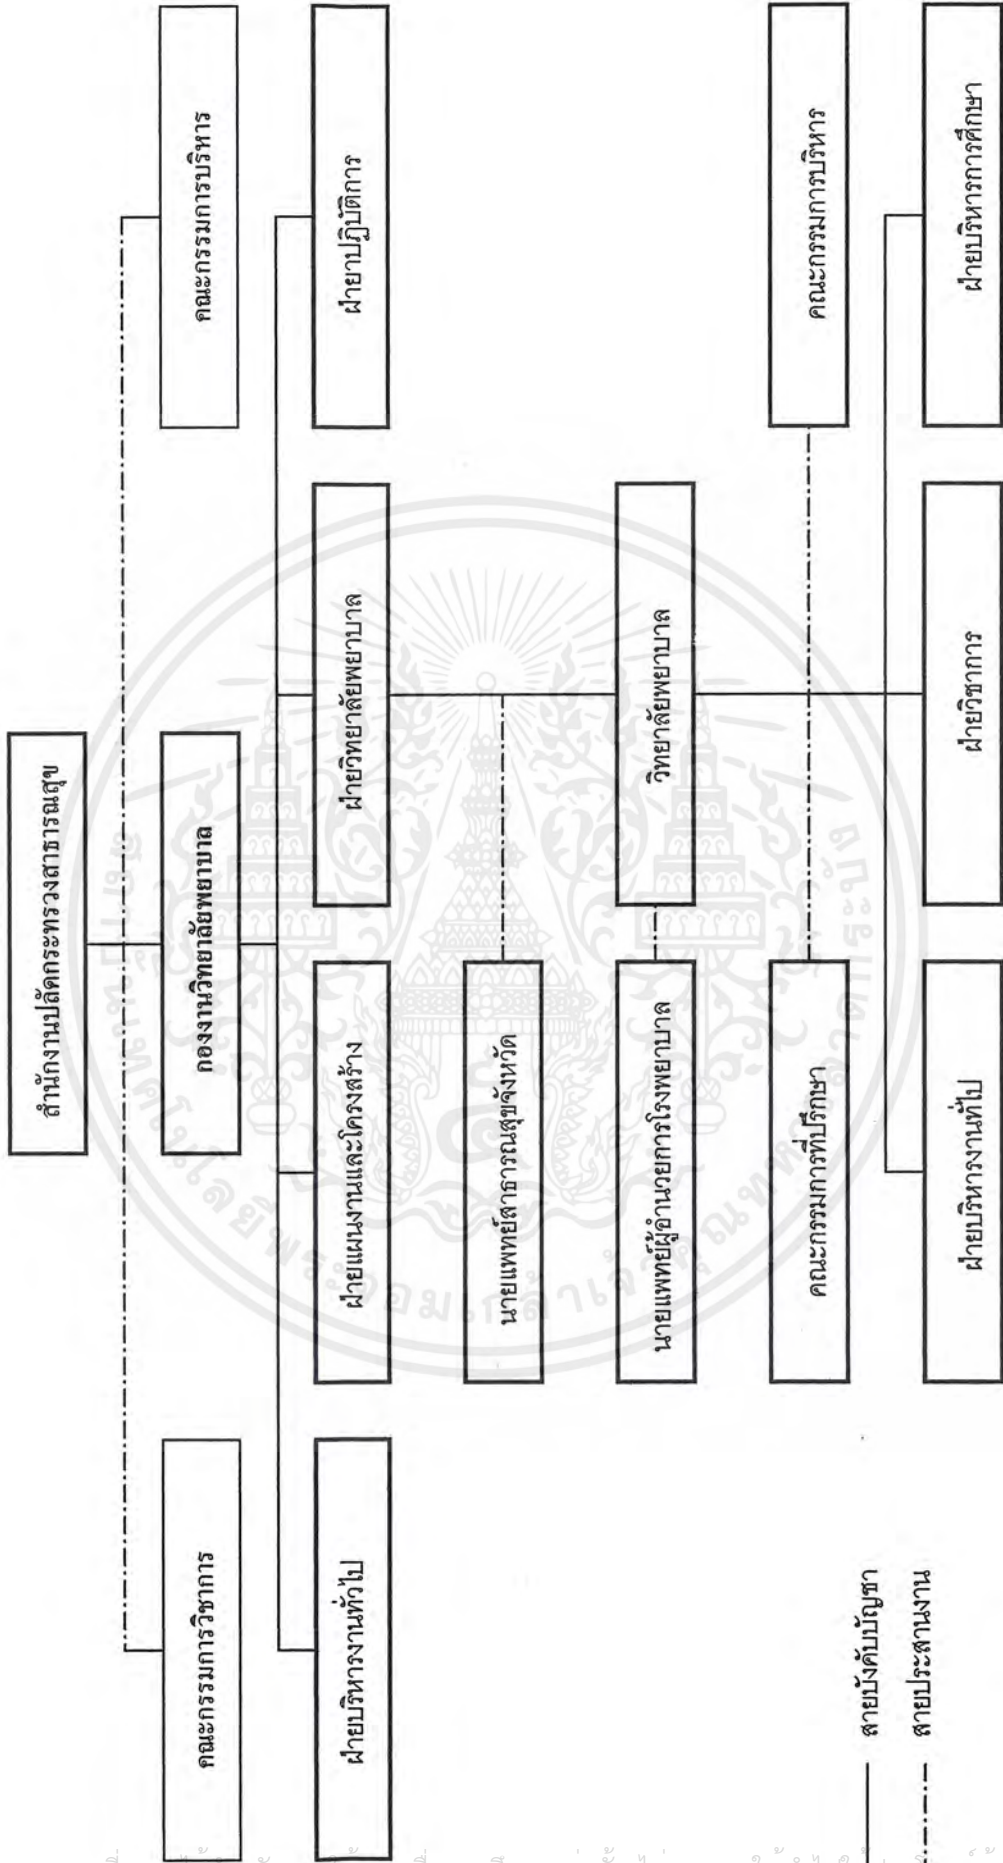 สำนักงานปลัดกระทรวงสาธารณสุข
คณะกรรมการวิชาการ
กองงานวิทยาลัยพยาบาล
คณะกรรมการบริหาร
ฝ่ายบริหารงานทั่วไป
ฝ่ายแผนงานและโครงสร้าง
ฝ่ายวิทยาลัยพยาบาล
ฝ่ายาปฏิบัติการ
นายแพทย์สาธารณสุขจังหวัด
นายแพทย์ผู้อำนวยการโรงพยาบาล
วิทยาลัยพยาบาล
คณะกรรมการที่ปรึกษา
คณะกรรมการบริหาร
ฝ่ายบริหารงานทั่ไป
ฝ่ายวิชาการ
ฝ่ายบริหารการศึกษา
สายบังคับบัญชา
สายประสานงาน